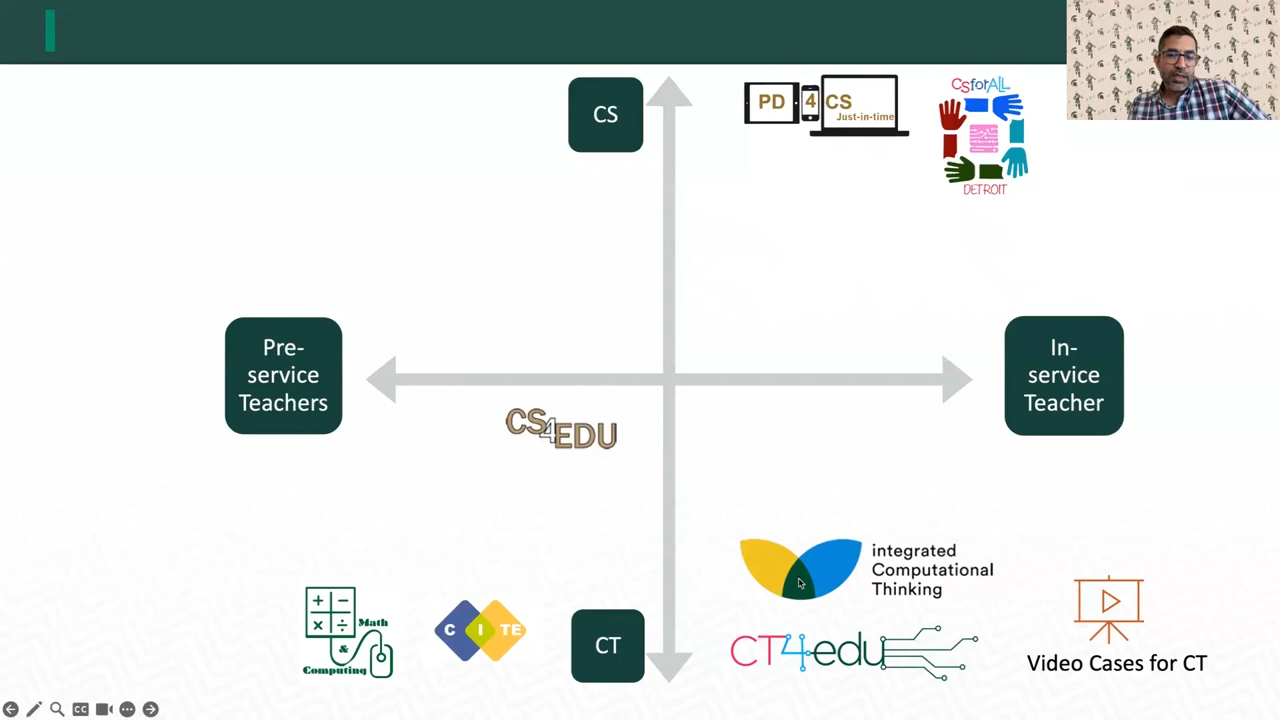 CS
PD 4 CS
Just-in-time
CSforALL
DETROIT
Pre-
service
Teachers
In-
service
Teacher
CS4EDU
integrated
Computational
Thinking
+ −
× ÷
Math
&
Computing
C I TE
CT
CT4edu
Video Cases for CT
CC